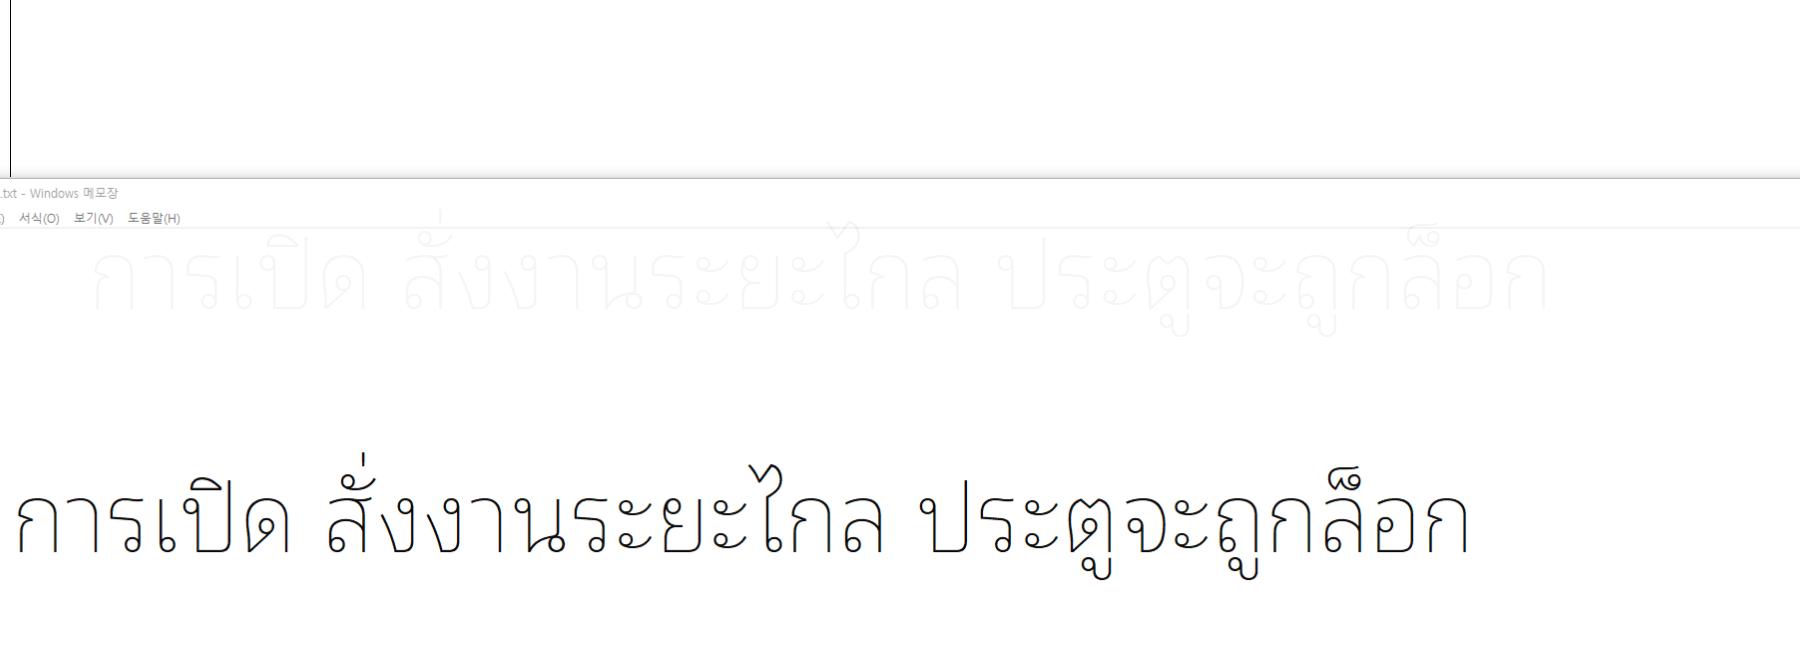 .txt - Windows 메모장
서식(O) 보기(V) 도움말(H)
การเปิด สั่งงานระยะไกล ประตูจะถูกล็อก
การเปิด สั่งงานระยะไกล ประตูจะถูกล็อก